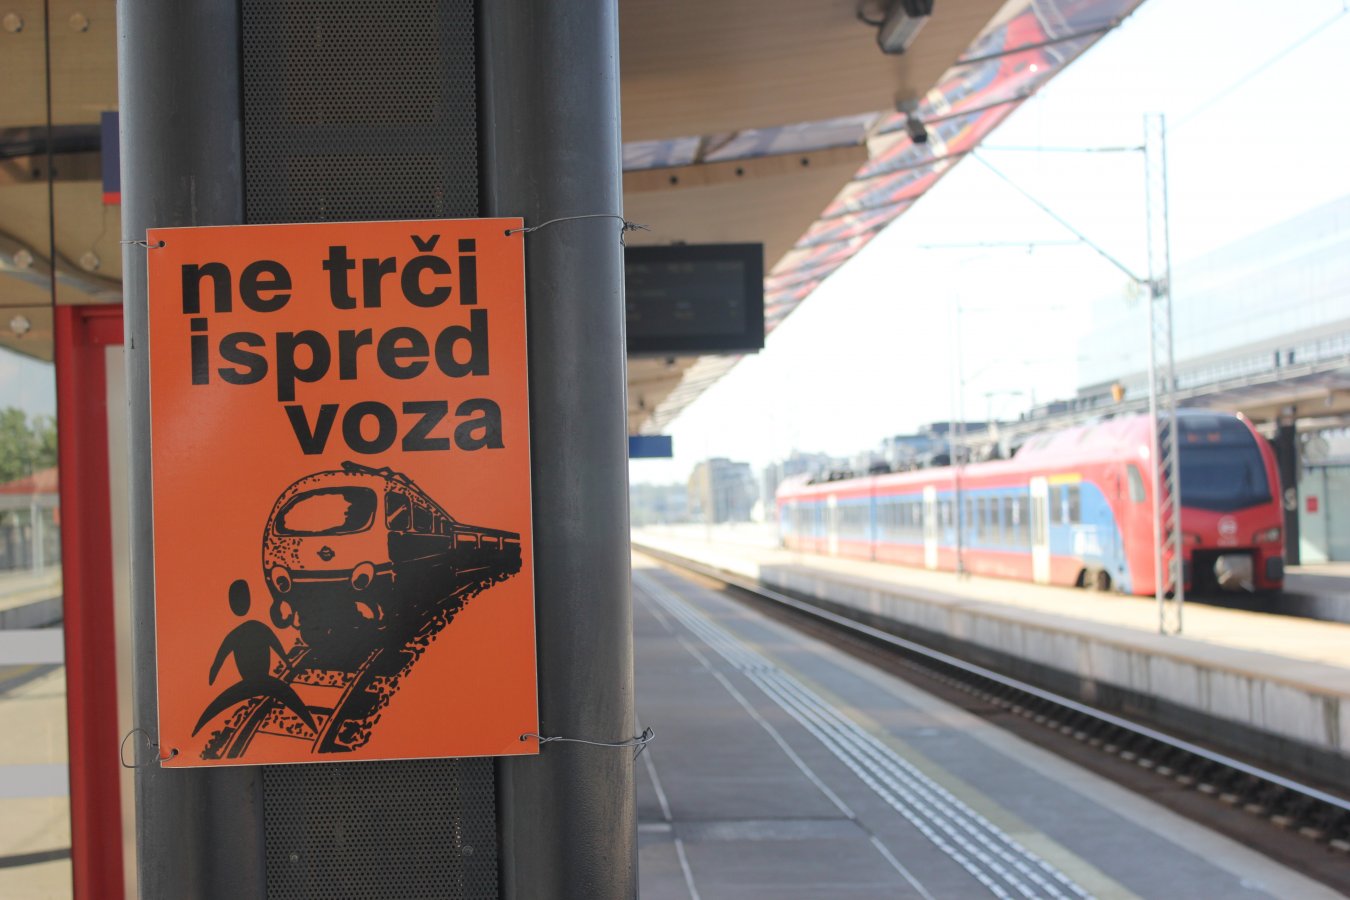 ne trči
ispred
voza